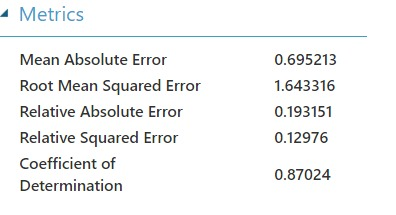 Metrics
Mean Absolute Error 0.695213
Root Mean Squared Error 1.643316
Relative Absolute Error 0.193151
Relative Squared Error 0.12976
Coefficient of
Determination 0.87024